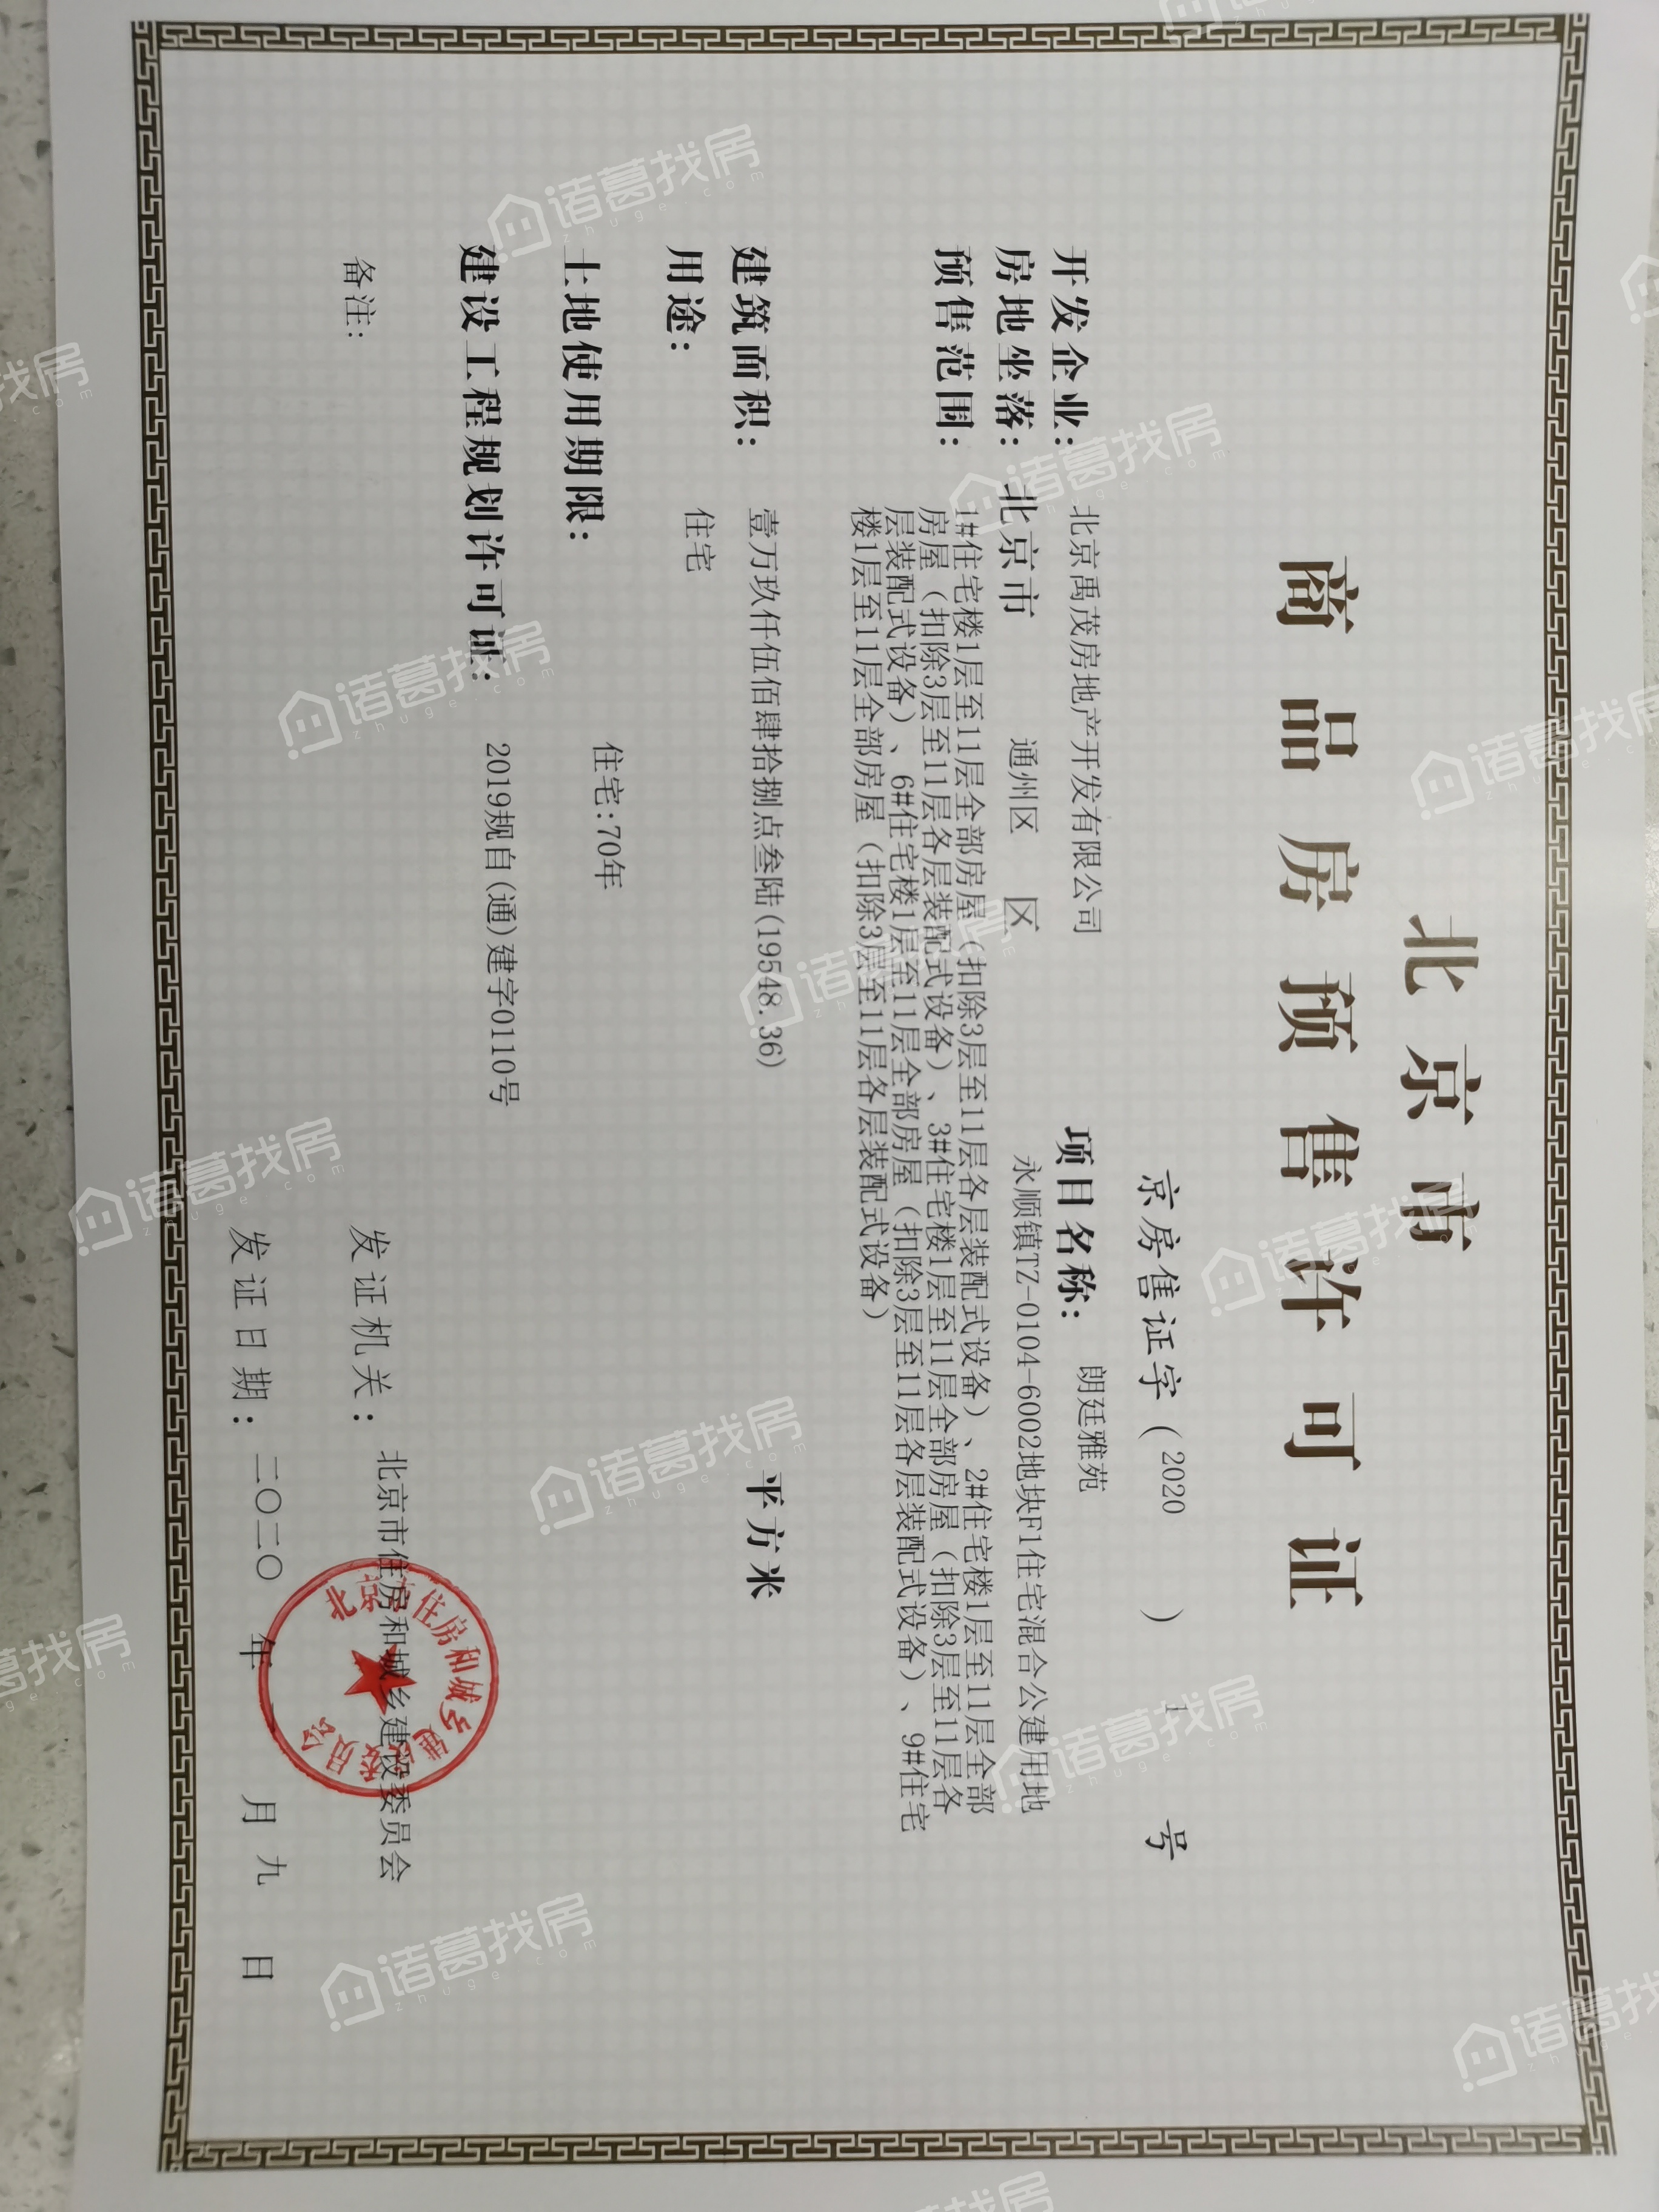 北京市
商品房预售许可证
京房售证字(2020)1号
开发企业: 北京禹茂房地产开发有限公司 项目名称: 朗廷雅苑
房地坐落: 北京市 通州区 区 永顺镇TZ-0104-6002地块F1住宅混合公建用地
预售范围: 1#住宅楼1层至11层全部房屋(扣除3层至11层各层装配式设备)、2#住宅楼1层至11层全部
房屋(扣除3层至11层各层装配式设备)、3#住宅楼1层至11层全部房屋(扣除3层至11层各
层装配式设备)、6#住宅楼1层至11层全部房屋(扣除3层至11层各层装配式设备)、9#住宅
楼1层至11层全部房屋(扣除3层至11层各层装配式设备)
建筑面积: 壹万玖仟伍佰肆拾捌点叁陆(19548.36) 平方米
用途: 住宅
土地使用期限: 住宅:70年
建设工程规划许可证: 2019规自(通)建字0110号
备注:
发证机关: 北京市住房和城乡建设委员会
发证日期: 二〇二〇 年 月 九 日
北京市住房和城乡建设委员会
诸葛找房
zhuge.com